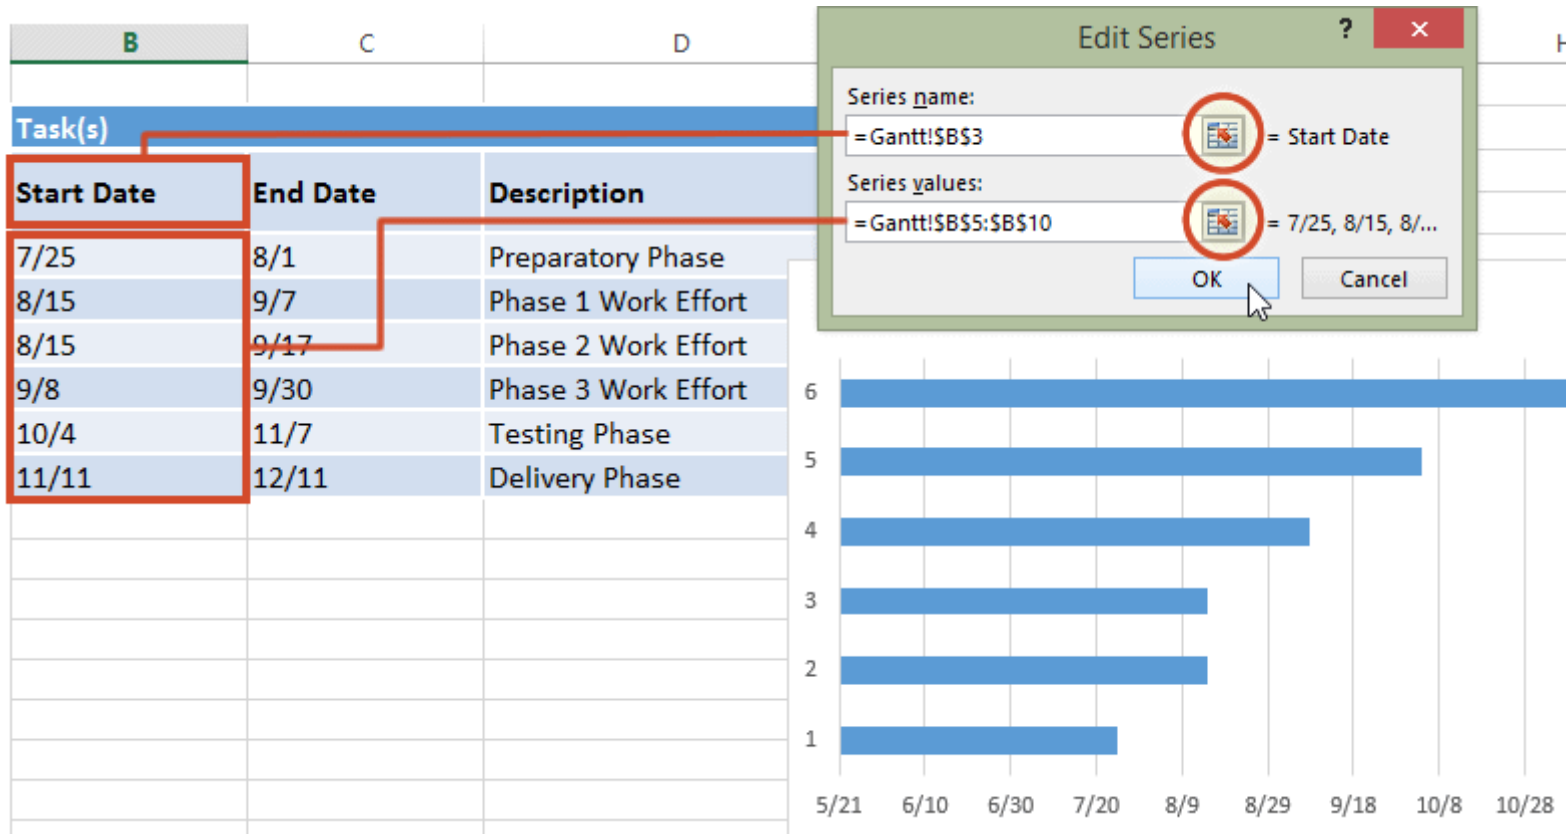 B C D H
Task(s)
Start Date End Date Description
7/25 8/1 Preparatory Phase
8/15 9/7 Phase 1 Work Effort
8/15 9/17 Phase 2 Work Effort
9/8 9/30 Phase 3 Work Effort
10/4 11/7 Testing Phase
11/11 12/11 Delivery Phase
Edit Series ? ×
Series name:
=Gantt!$B$3 = Start Date
Series values:
=Gantt!$B$5:$B$10 = 7/25, 8/15, 8/...
OK Cancel
6
5
4
3
2
1
5/21 6/10 6/30 7/20 8/9 8/29 9/18 10/8 10/28